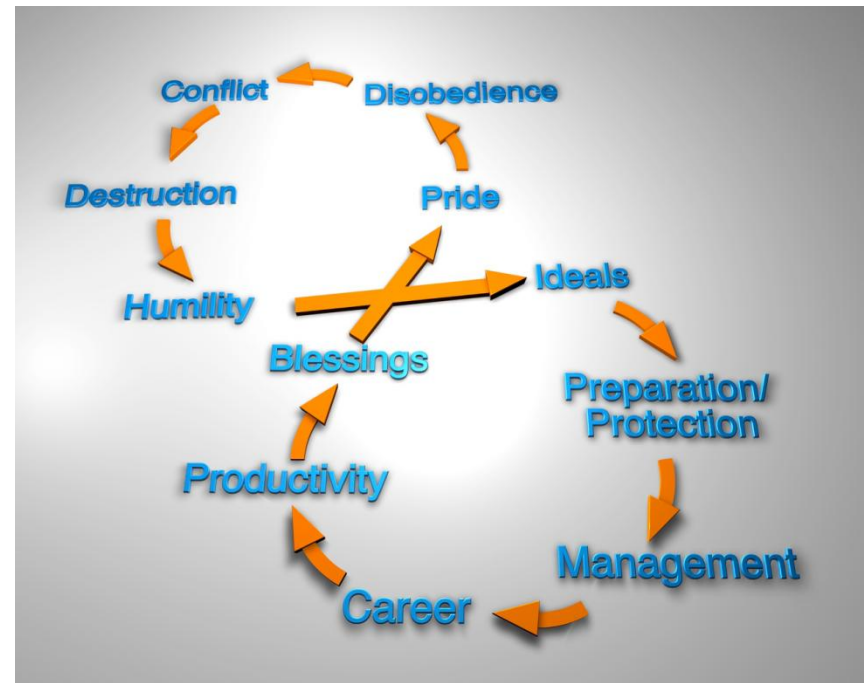 Conflict
Disobedience
Destruction
Pride
Ideals
Humility
Blessings
Preparation/
Protection
Productivity
Management
Career